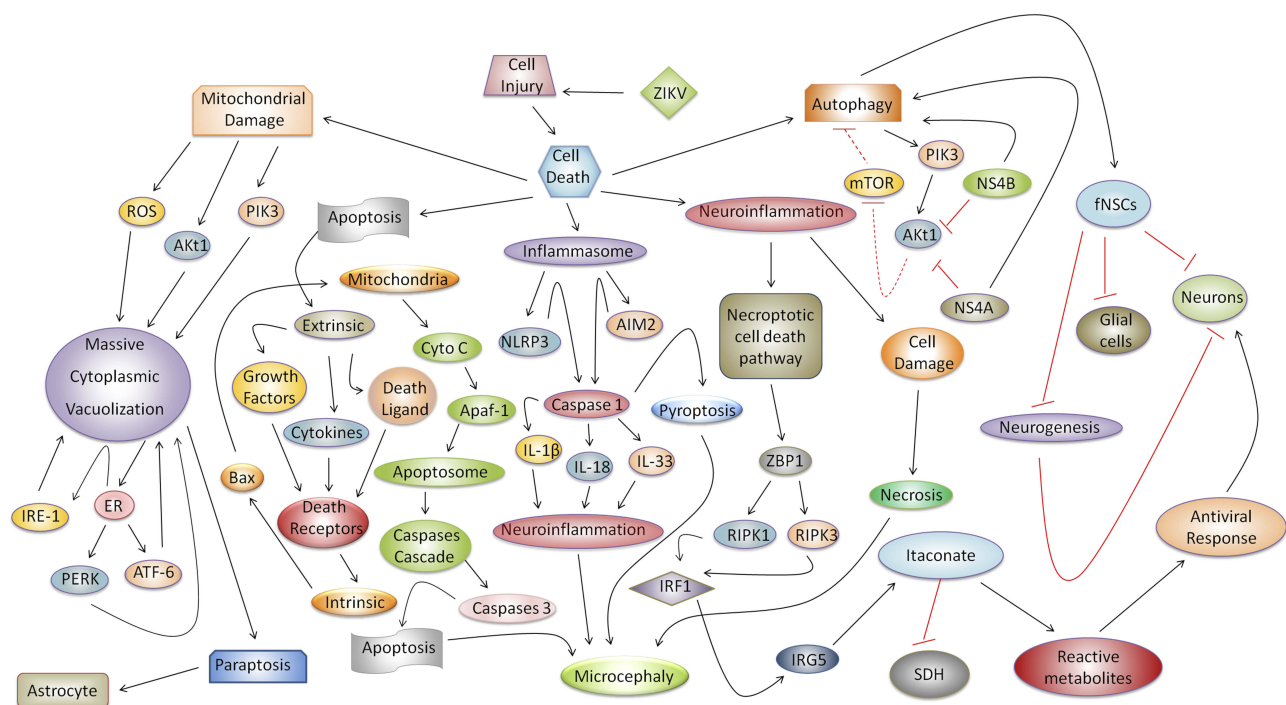 Cell
Injury
ZIKV
Mitochondrial
Damage
Autophagy
Cell
Death
PIK3
mTOR
NS4B
ROS
PIK3
AKt1
Apoptosis
Neuroinflammation
AKt1
fNSCs
Inflammasome
Mitochondria
NS4A
Neurons
Extrinsic
NLRP3
AIM2
Necroptotic
cell death
pathway
Glial
cells
Massive
Cytoplasmic
Vacuolization
Cyto C
Cell
Damage
Growth
Factors
Death
Ligand
Apaf-1
Caspase 1
Pyroptosis
Cytokines
Neurogenesis
IL-1β
IL-18
IL-33
ZBP1
Apoptosome
Bax
Necrosis
IRE-1
ER
Death
Receptors
Neuroinflammation
RIPK1
RIPK3
Antiviral
Response
Caspases
Cascade
Itaconate
PERK
ATF-6
IRF1
Intrinsic
Caspases 3
Apoptosis
Paraptosis
Microcephaly
IRG5
SDH
Reactive
metabolites
Astrocyte